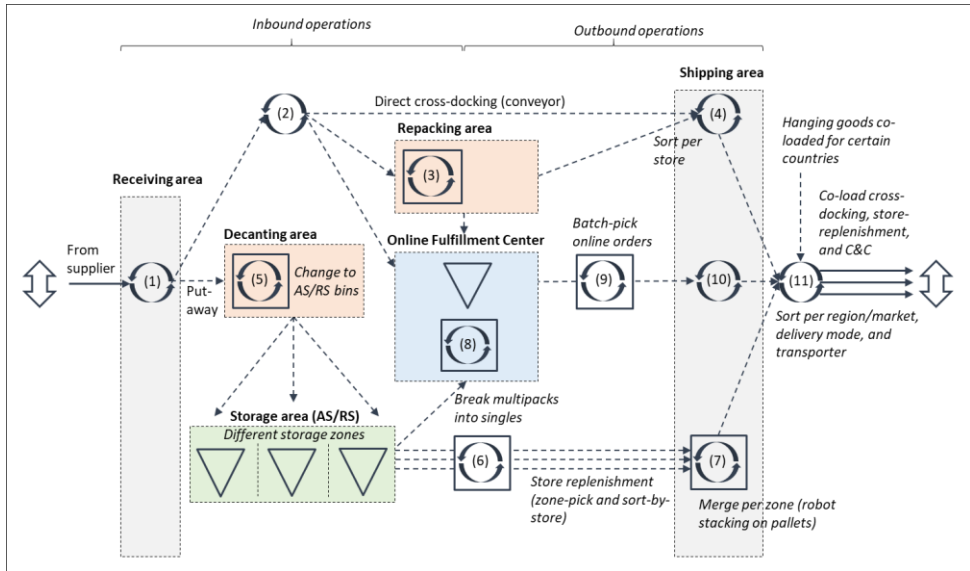 Inbound operations
Outbound operations
Shipping area
(2)
Direct cross-docking (conveyor)
(4)
Hanging goods co-
loaded for certain
countries
Repacking area
Sort per
store
(3)
Receiving area
Co-load cross-
docking, store-
replenishment,
and C&C
Decanting area
Online Fulfillment Center
Batch-pick
online orders
From
supplier
(1)
Put-
away
(5)
Change to
AS/RS bins
(9)
(10)
(11)
Sort per region/market,
delivery mode, and
transporter
(8)
Break multipacks
into singles
Storage area (AS/RS)
Different storage zones
(6)
(7)
Store replenishment
(zone-pick and sort-by-
store)
Merge per zone (robot
stacking on pallets)